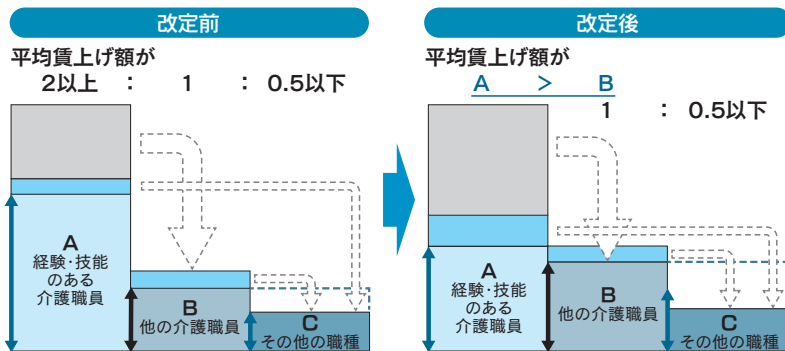 改定前
平均賃上げ額が
2以上 : 1 : 0.5以下
A
経験・技能
のある
介護職員
B
他の介護職員
C
その他の職種
改定後
平均賃上げ額が
A > B
1 : 0.5以下
A
経験・技能
のある
介護職員
B
他の介護職員
C
その他の職種